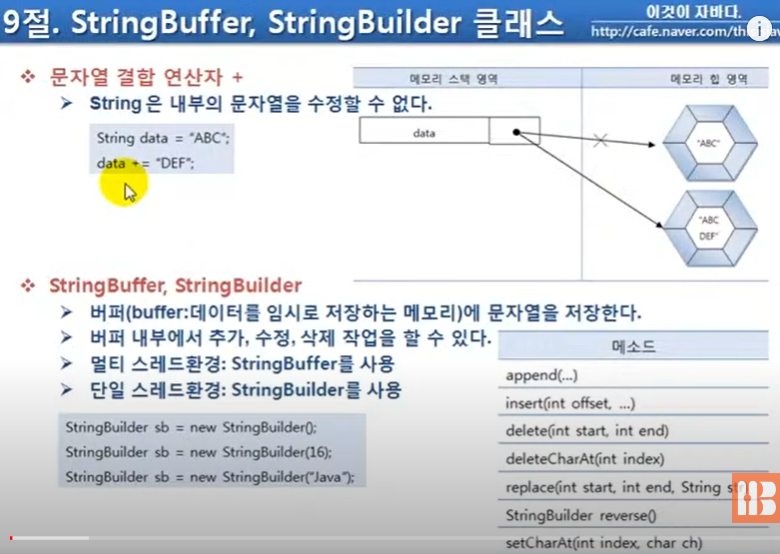 9절. StringBuffer, StringBuilder 클래스
이것이 자바다.
http://cafe.naver.com/this
문자열 결합 연산자 +
String은 내부의 문자열을 수정할 수 없다.
String data = "ABC";
data += "DEF";
메모리 스택 영역
메모리 힙 영역
data
"ABC"
"ABC
DEF"
StringBuffer, StringBuilder
버퍼(buffer:데이터를 임시로 저장하는 메모리)에 문자열을 저장한다.
버퍼 내부에서 추가, 수정, 삭제 작업을 할 수 있다.
멀티 스레드환경: StringBuffer를 사용
단일 스레드환경: StringBuilder를 사용
StringBuilder sb = new StringBuilder();
StringBuilder sb = new StringBuilder(16);
StringBuilder sb = new StringBuilder("Java");
메소드
append(...)
insert(int offset, ...)
delete(int start, int end)
deleteCharAt(int index)
replace(int start, int end, String
StringBuilder reverse()
setCharAt(int index, char ch)